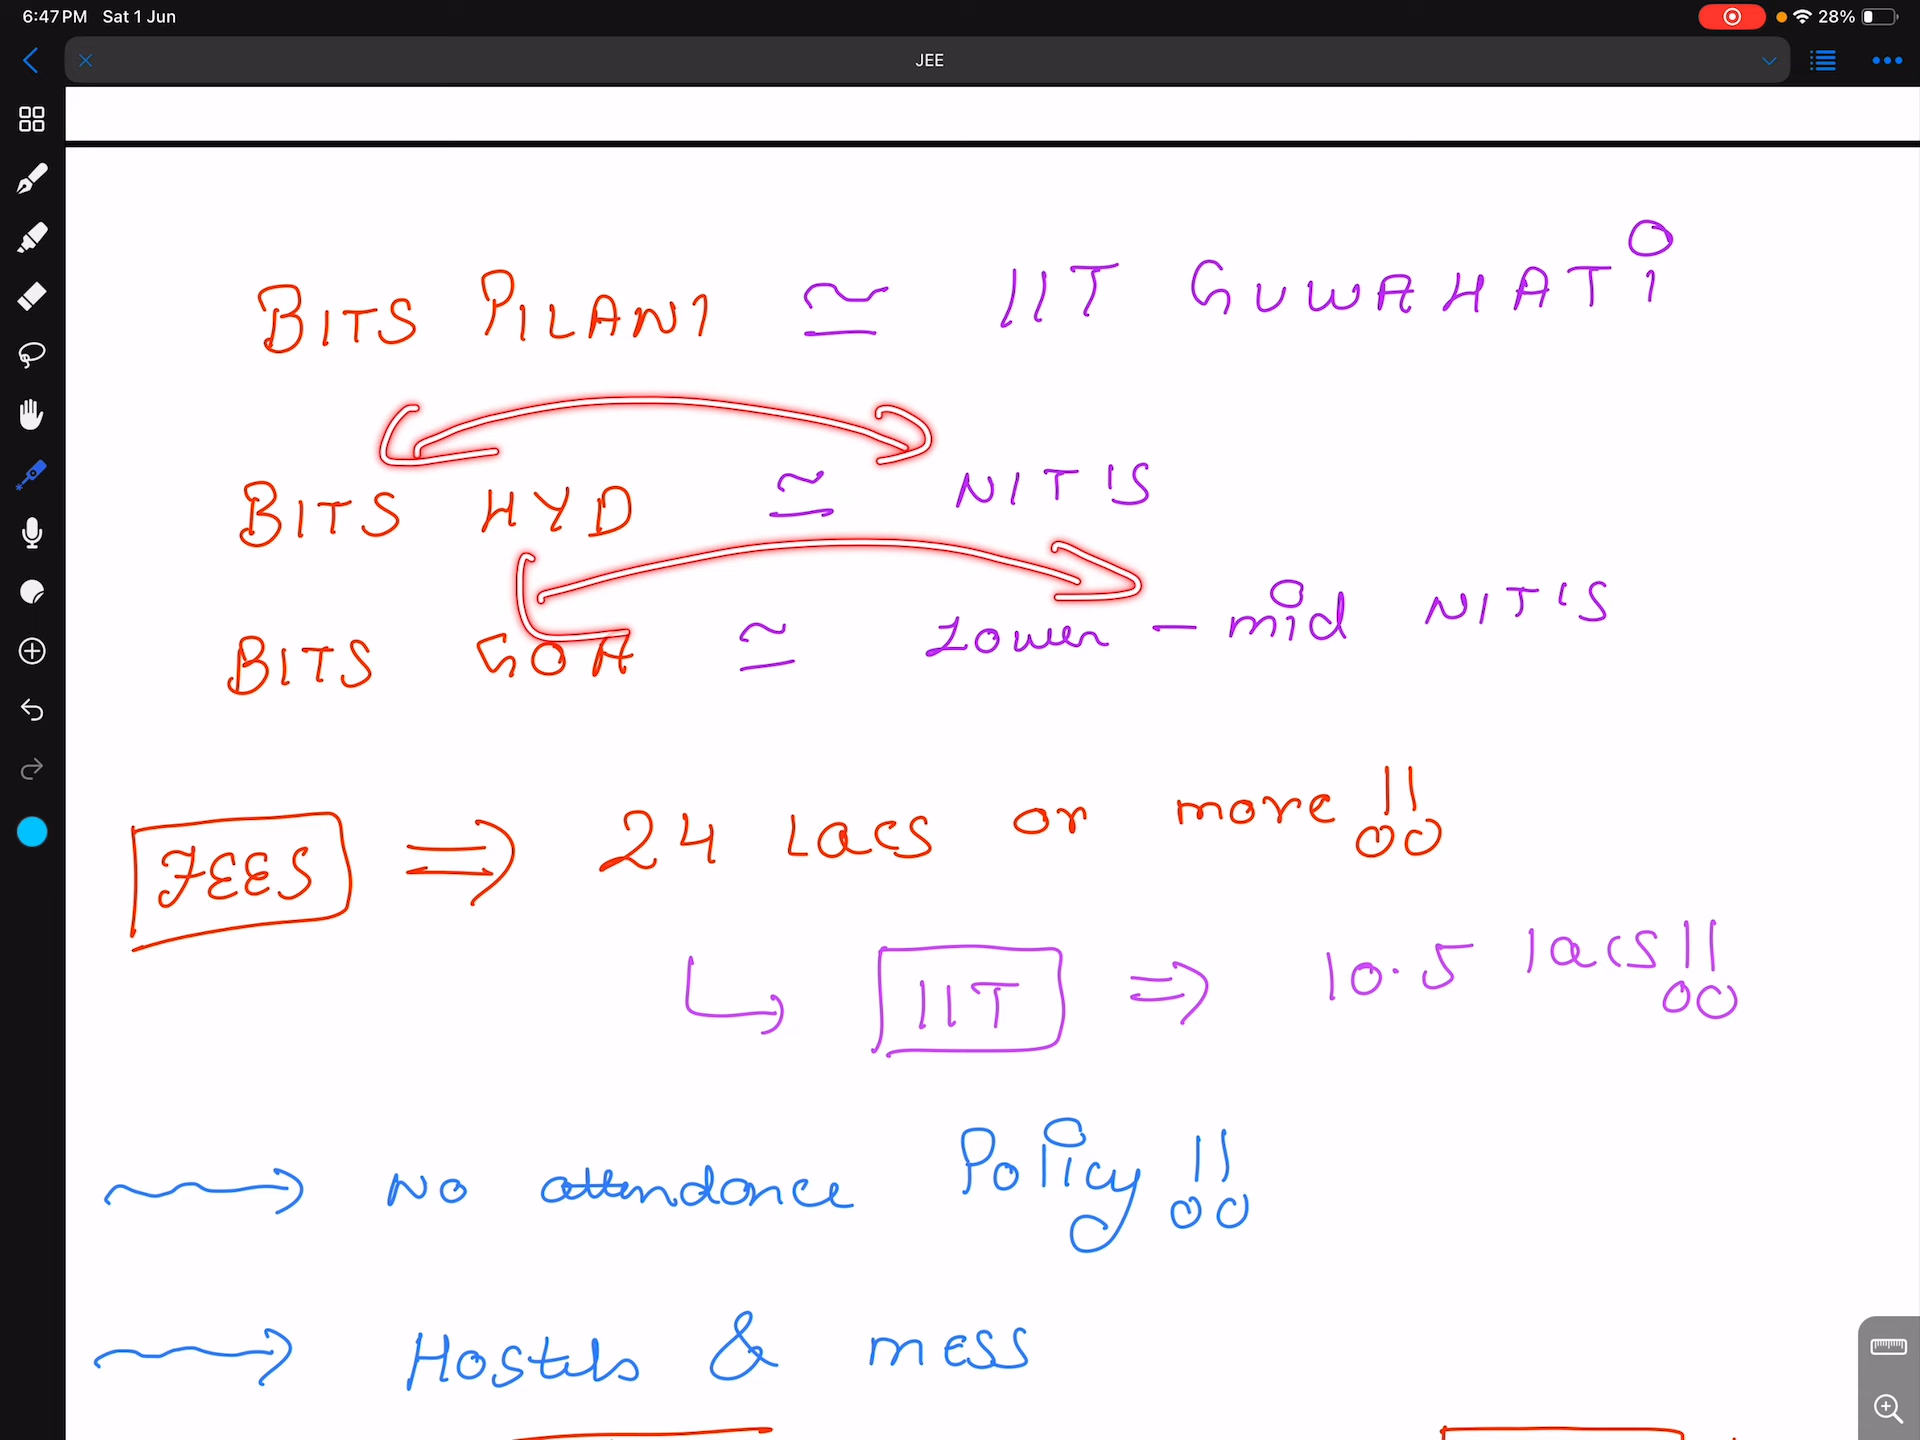 6:47 PM Sat 1 Jun 28%
JEE
BITS PILANI ≅ IIT GUWAHATI
BITS HYD ≅ NIT'S
BITS GOA ≅ Lower - mid NIT'S
FEES ⇒ 24 Lacs or more !!
↳ IIT ⇒ 10.5 lacs !!
→ No attendance Policy !!
→ Hostels & mess